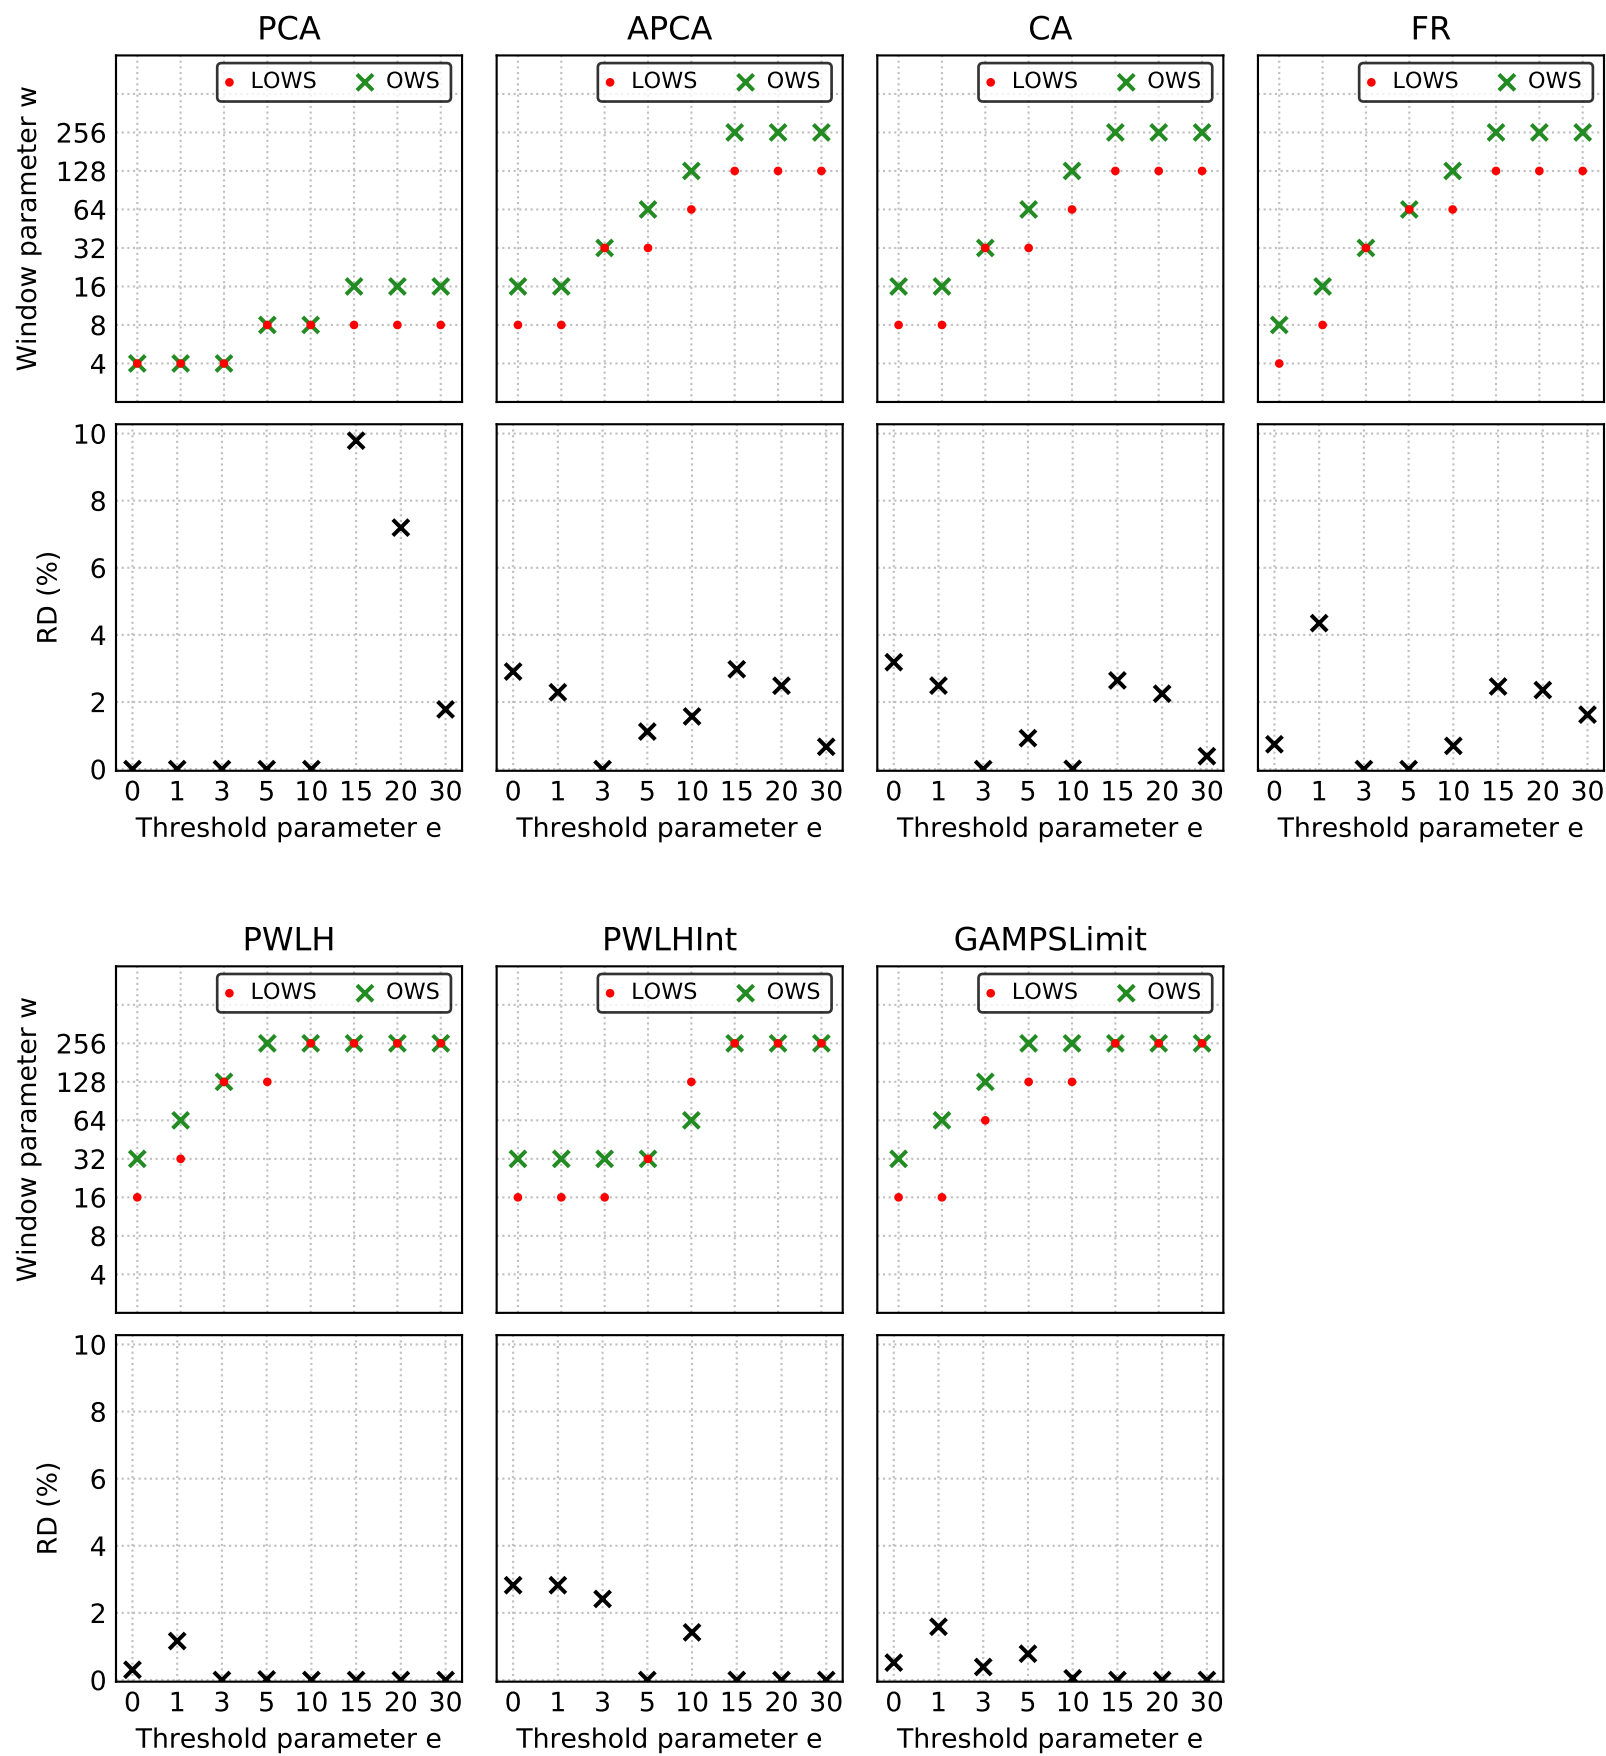 PCA APCA CA FR
LOWS OWS LOWS OWS LOWS OWS LOWS OWS
Window parameter w
256
128
64
32
16
8
4
RD (%)
10
8
6
4
2
0
0 1 3 5 10 15 20 30 0 1 3 5 10 15 20 30 0 1 3 5 10 15 20 30 0 1 3 5 10 15 20 30
Threshold parameter e Threshold parameter e Threshold parameter e Threshold parameter e
PWLH PWLHInt GAMPSLimit
LOWS OWS LOWS OWS LOWS OWS
Window parameter w
256
128
64
32
16
8
4
RD (%)
10
8
6
4
2
0
0 1 3 5 10 15 20 30 0 1 3 5 10 15 20 30 0 1 3 5 10 15 20 30
Threshold parameter e Threshold parameter e Threshold parameter e